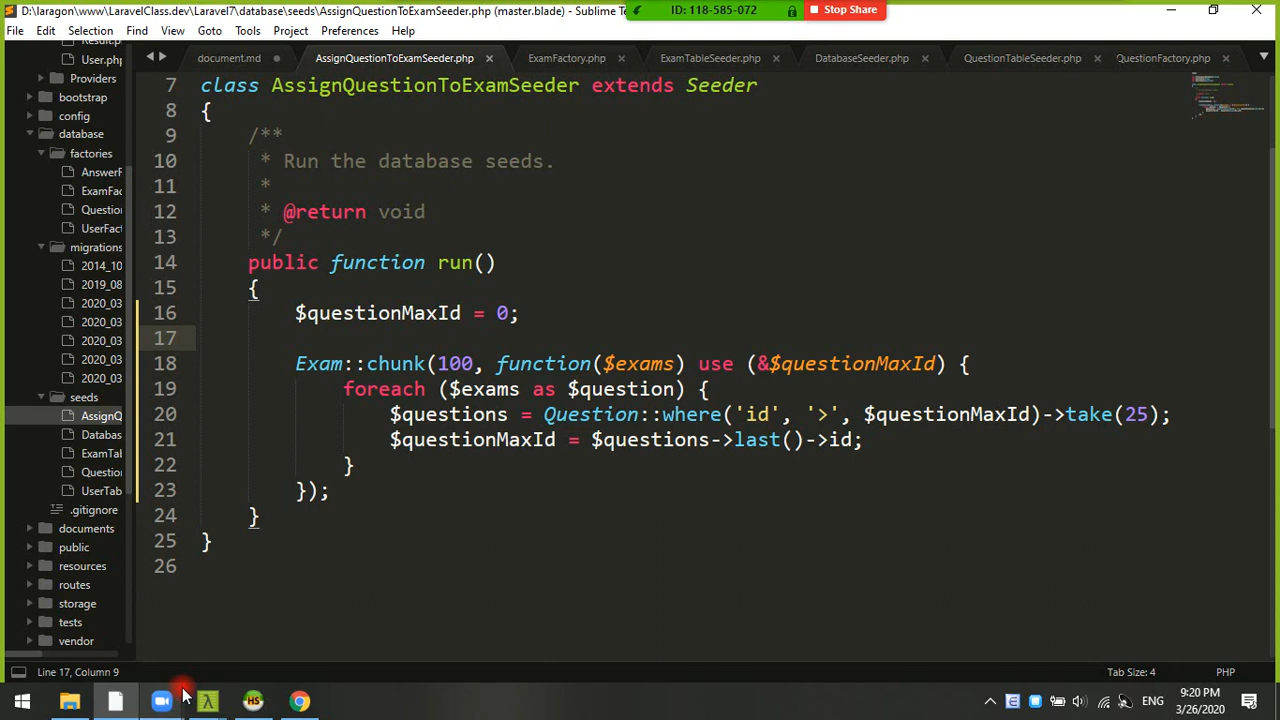 D:\laragon\www\LaravelClass.dev\Laravel7\database\seeds\AssignQuestionToExamSeeder.php (master.blade) - Sublime Te
ID: 118-585-072
Stop Share
File Edit Selection Find View Goto Tools Project Preferences Help
document.md
AssignQuestionToExamSeeder.php
ExamFactory.php
ExamTableSeeder.php
DatabaseSeeder.php
QuestionTableSeeder.php
QuestionFactory.php
Result.php
User.php
Providers
bootstrap
config
database
factories
AnswerF
ExamFac
Question
UserFact
migrations
2014_10
2019_08
2020_03
2020_03
2020_03
2020_03
2020_03
seeds
AssignQ
Databas
ExamTab
Question
UserTab
.gitignore
documents
public
resources
routes
storage
tests
vendor
7 class AssignQuestionToExamSeeder extends Seeder
8 {
9 /**
10 * Run the database seeds.
11 *
12 * @return void
13 */
14 public function run()
15 {
16 $questionMaxId = 0;
17
18 Exam::chunk(100, function($exams) use (&$questionMaxId) {
19 foreach ($exams as $question) {
20 $questions = Question::where('id', '>', $questionMaxId)->take(25);
21 $questionMaxId = $questions->last()->id;
22 }
23 });
24 }
25 }
26
Line 17, Column 9
Tab Size: 4
PHP
HS
ENG
9:20 PM
3/26/2020